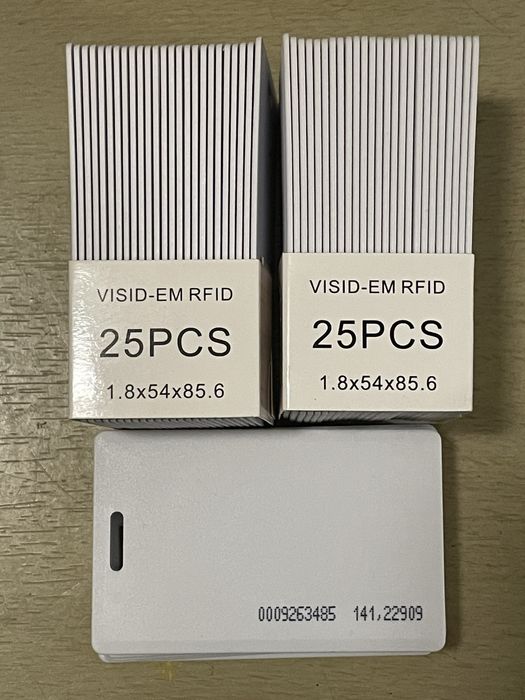 VISID-EM RFID
25PCS
1.8x54x85.6
VISID-EM RFID
25PCS
1.8x54x85.6
0009263485 141,22909